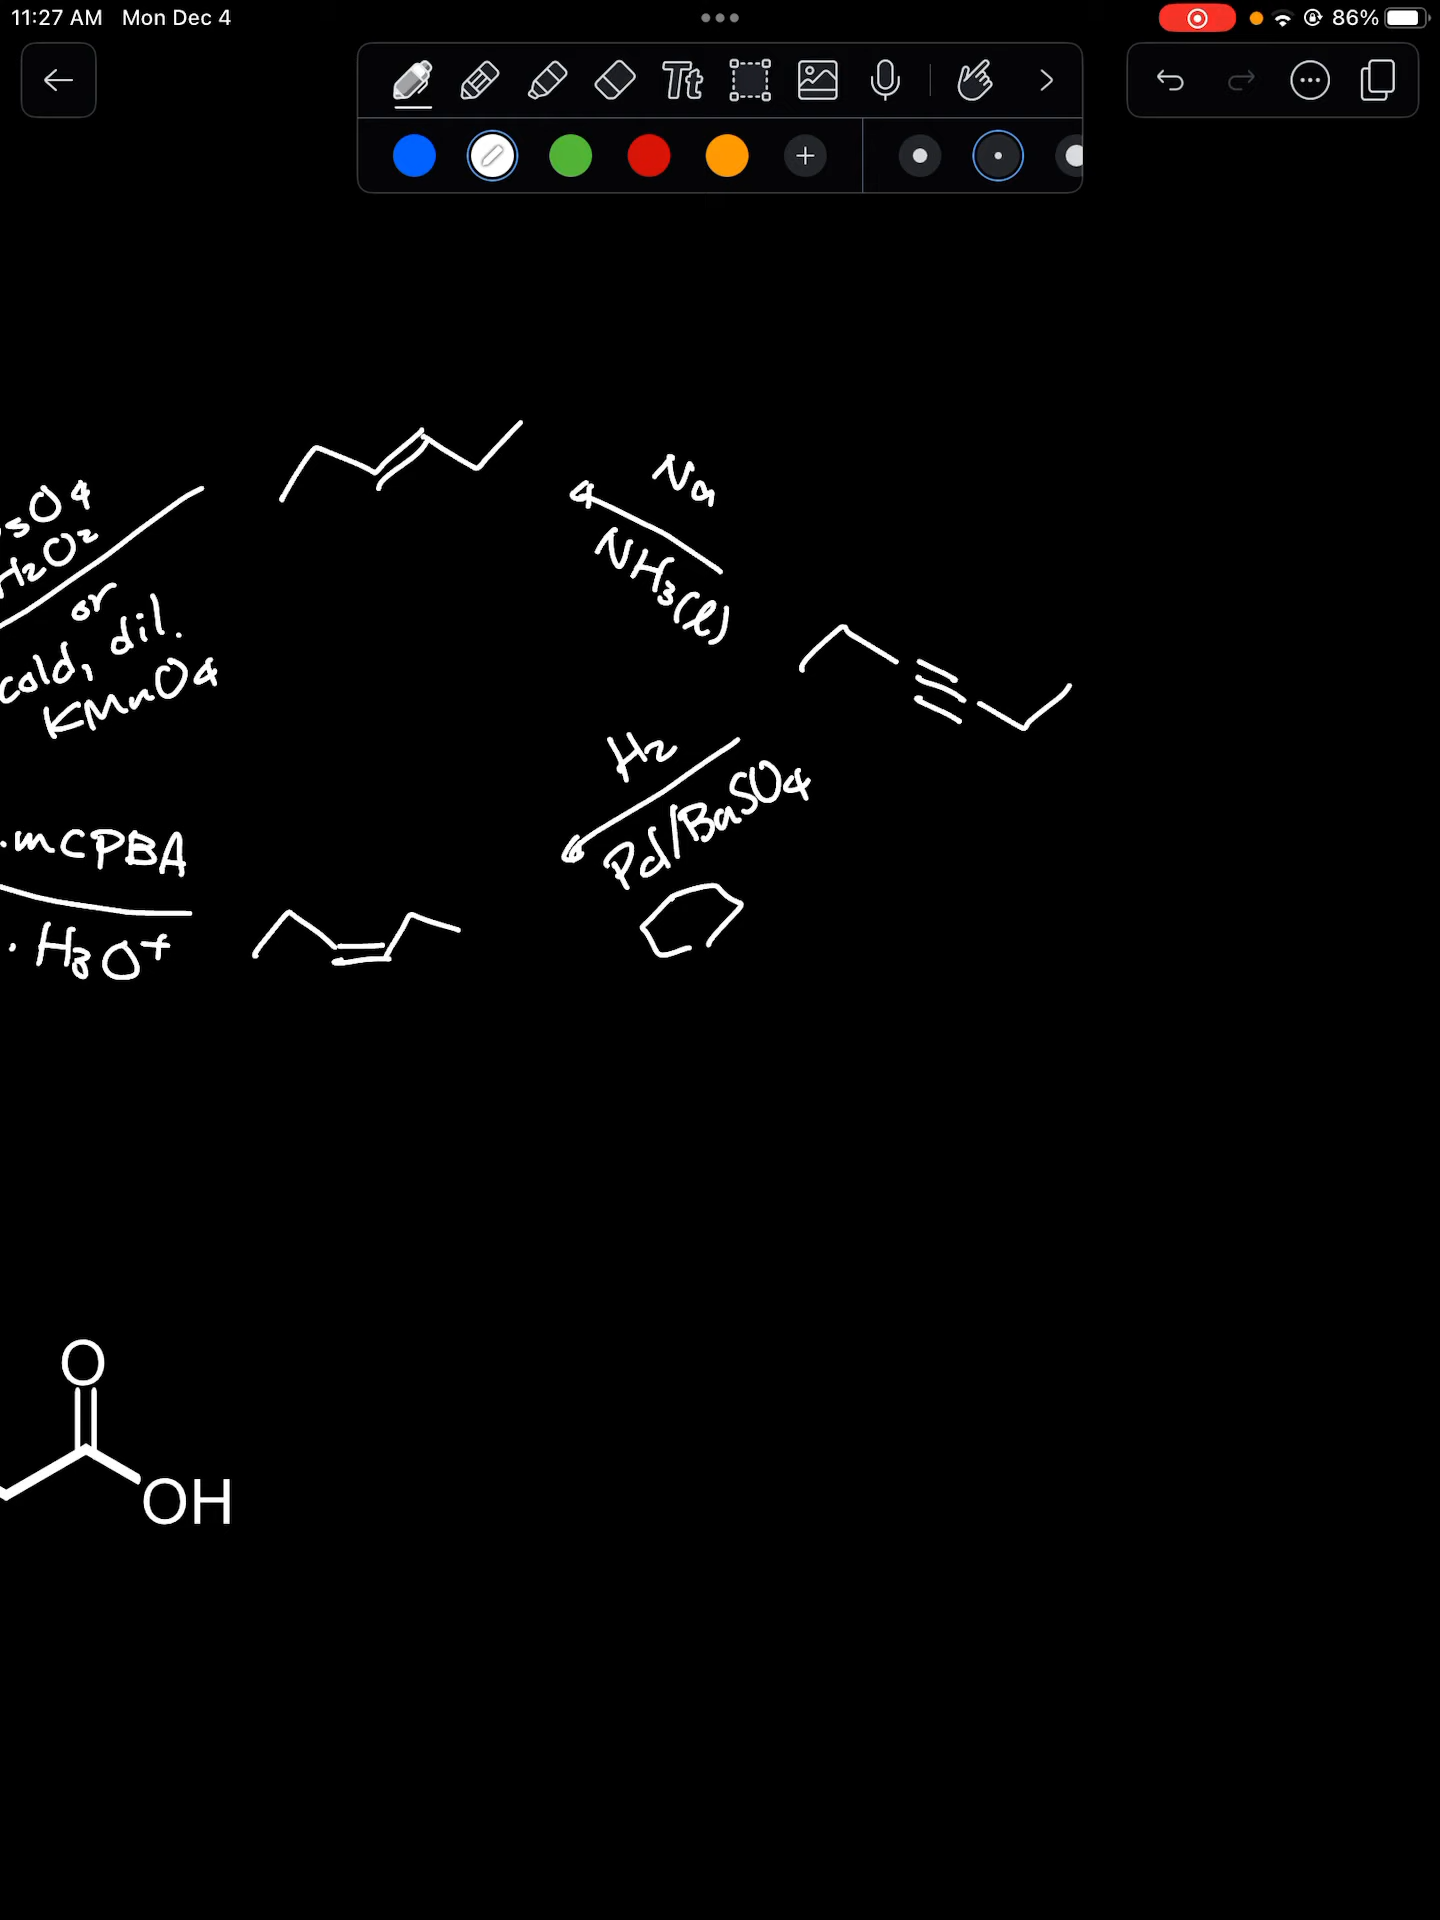 11:27 AM Mon Dec 4
86%
Tt
Na
NH3(l)
sO4
H2O2
or
cold, dil.
KMnO4
H2
Pd/BaSO4
.mCPBA
. H3O+
O
OH